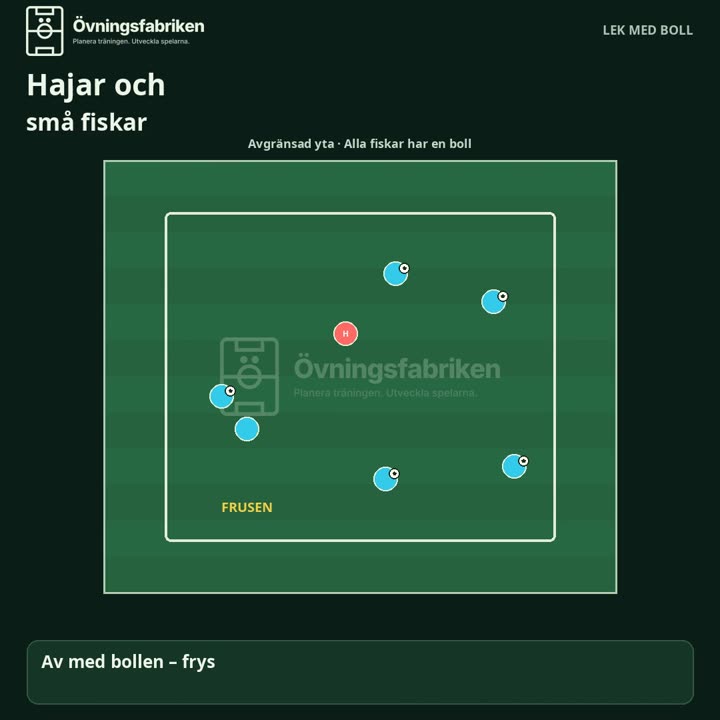 Övningsfabriken
Planera träningen. Utveckla spelarna.
LEK MED BOLL
Hajar och
små fiskar
Avgränsad yta · Alla fiskar har en boll
H
Övningsfabriken
Planera träningen. Utveckla spelarna.
FRUSEN
Av med bollen – frys